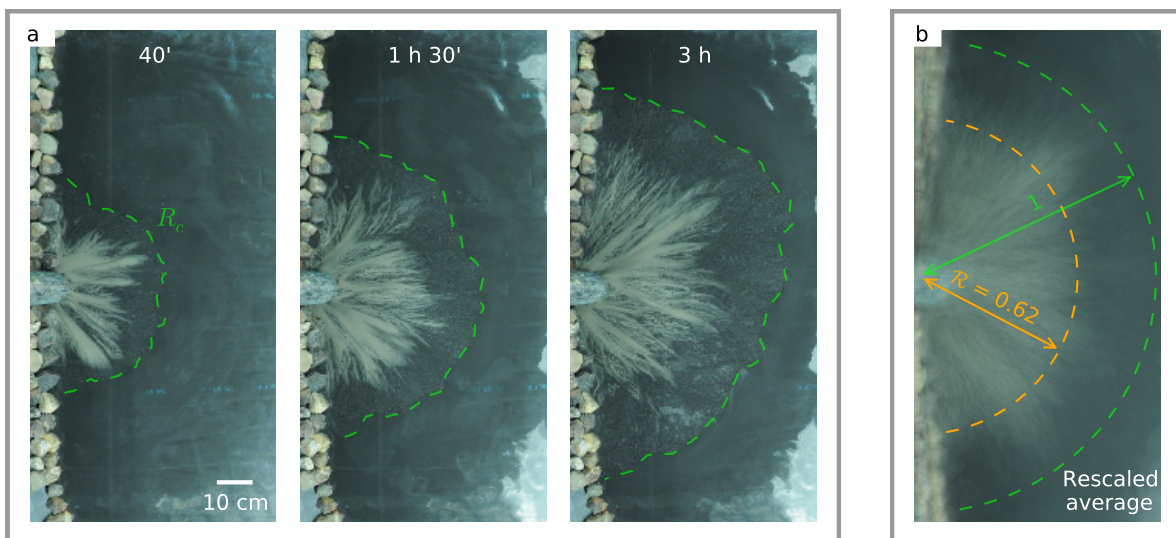 a
40'
1 h 30'
3 h
R_c
10 cm
b
1
ℛ = 0.62
Rescaled
average